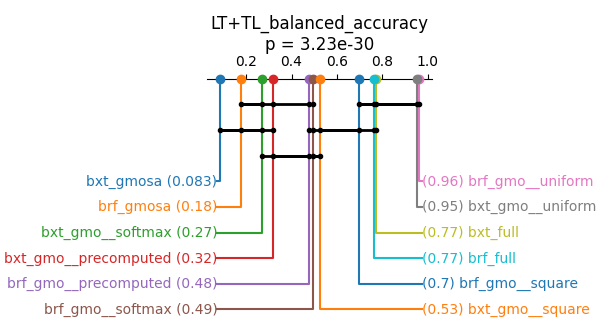 LT+TL_balanced_accuracy
p = 3.23e-30
0.2 0.4 0.6 0.8 1.0
bxt_gmosa (0.083) (0.96) brf_gmo__uniform
brf_gmosa (0.18) (0.95) bxt_gmo__uniform
bxt_gmo__softmax (0.27) (0.77) bxt_full
bxt_gmo__precomputed (0.32) (0.77) brf_full
brf_gmo__precomputed (0.48) (0.7) brf_gmo__square
brf_gmo__softmax (0.49) (0.53) bxt_gmo__square